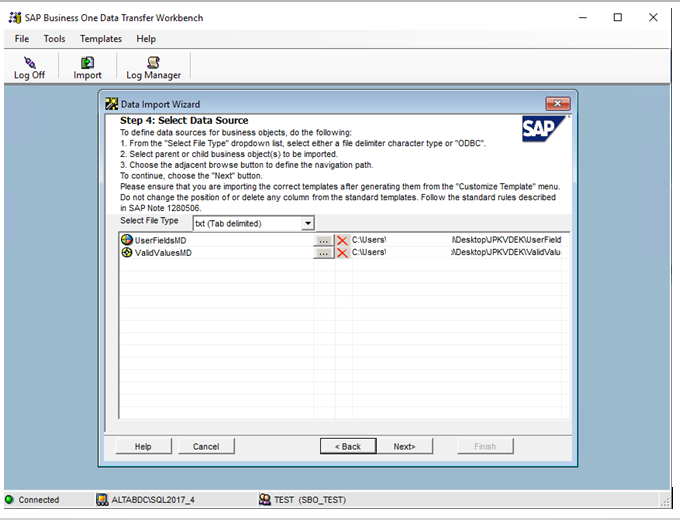 SAP Business One Data Transfer Workbench
File Tools Templates Help
Log Off Import Log Manager
Data Import Wizard
Step 4: Select Data Source
SAP
To define data sources for business objects, do the following:
1. From the "Select File Type" dropdown list, select either a file delimiter character type or "ODBC".
2. Select parent or child business object(s) to be imported.
3. Choose the adjacent browse button to define the navigation path.
To continue, choose the "Next" button.
Please ensure that you are importing the correct templates after generating them from the "Customize Template" menu.
Do not change the position of or delete any column from the standard templates. Follow the standard rules described
in SAP Note 1280506.
Select File Type txt (Tab delimited)
UserFieldsMD ... C:\Users\ \Desktop\JPKVDEK\UserField
ValidValuesMD ... C:\Users\ \Desktop\JPKVDEK\ValidValu
Help Cancel < Back Next> Finish
Connected ALTABDC\SQL2017_4 TEST (SBO_TEST)